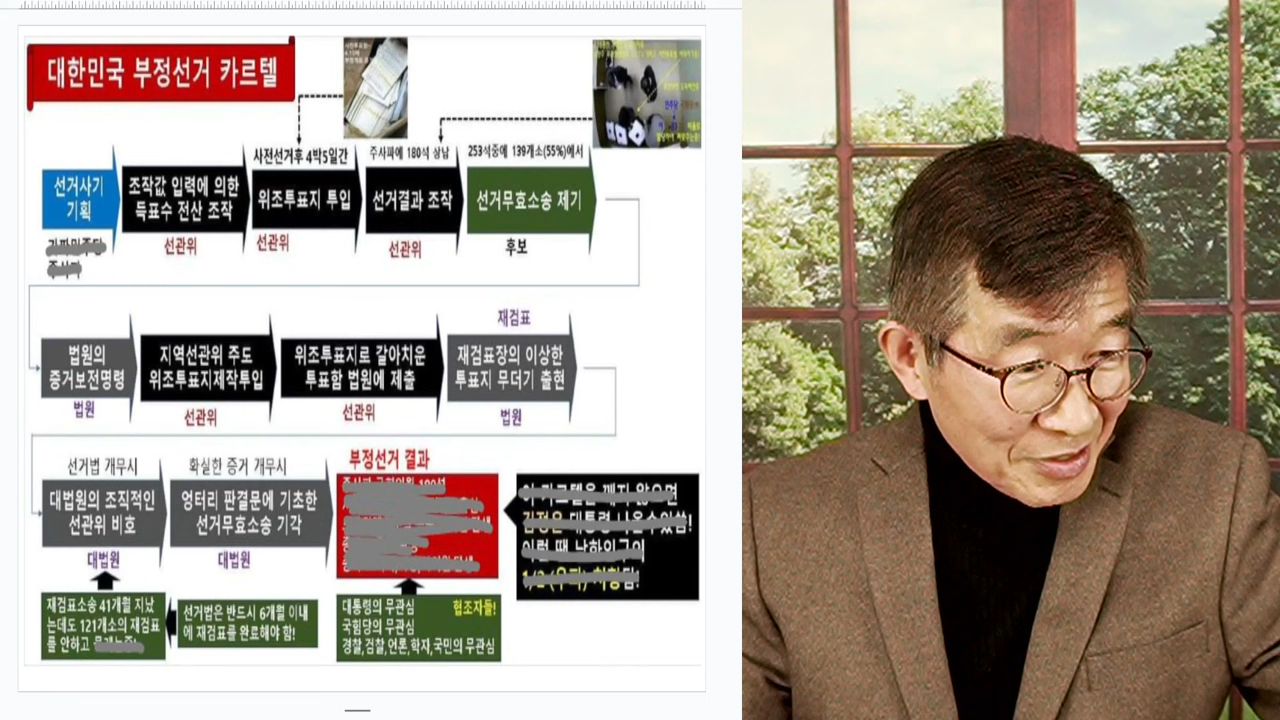 대한민국 부정선거 카르텔
사전선거후 4박5일간
주사파에 180석 상납
253석중에 139개소(55%)에서
선거사기
기획
조작값 입력에 의한
득표수 전산 조작
위조투표지 투입
선거결과 조작
선거무효소송 제기
선관위
선관위
선관위
후보
재검표
법원의
증거보전명령
지역선관위 주도
위조투표지제작투입
위조투표지로 갈아치운
투표함 법원에 제출
재검표장의 이상한
투표지 무더기 출현
법원
선관위
선관위
법원
선거법 개무시
확실한 증거 개무시
부정선거 결과
대법원의 조직적인
선관위 비호
엉터리 판결문에 기초한
선거무효소송 기각
대법원
대법원
재검표소송 41개월 지났
는데도 121개소의 재검표
를 안하고
선거법은 반드시 6개월 이내
에 재검표를 완료해야 함!
대통령의 무관심
협조자들!
국힘당의 무관심
경찰,검찰,언론,학자,국민의 무관심